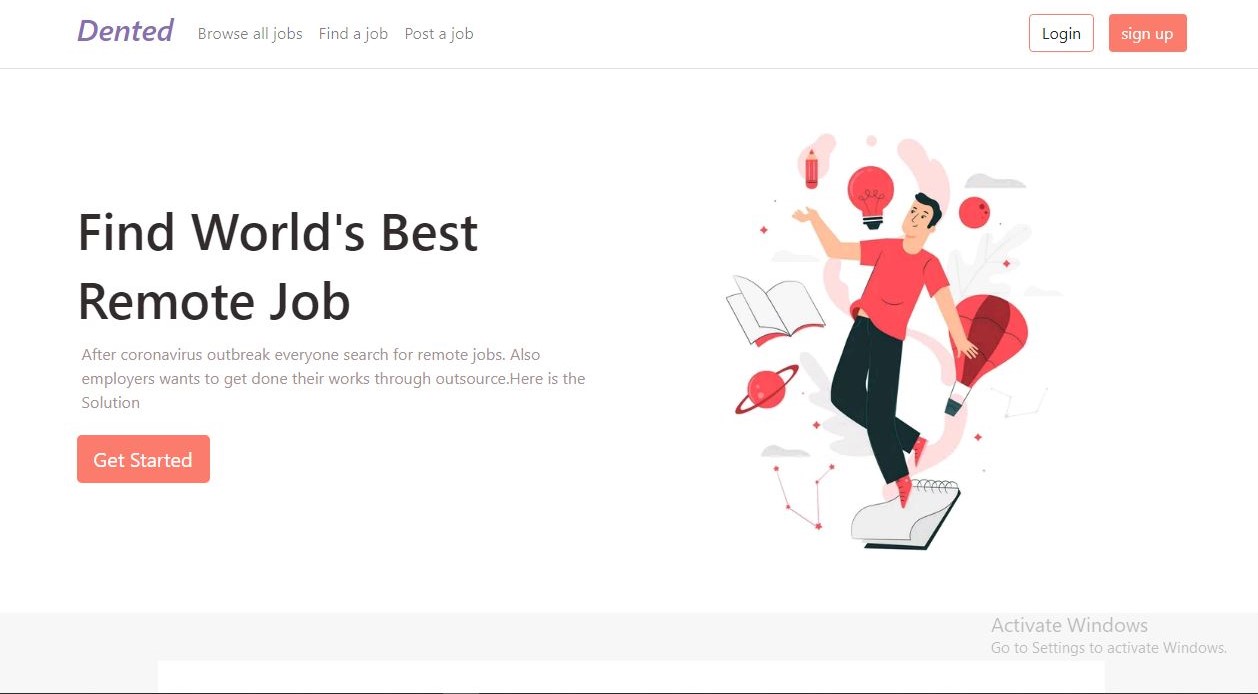 Dented Browse all jobs Find a job Post a job Login sign up
Find World's Best
Remote Job
After coronavirus outbreak everyone search for remote jobs. Also
employers wants to get done their works through outsource.Here is the
Solution
Get Started
Activate Windows
Go to Settings to activate Windows.